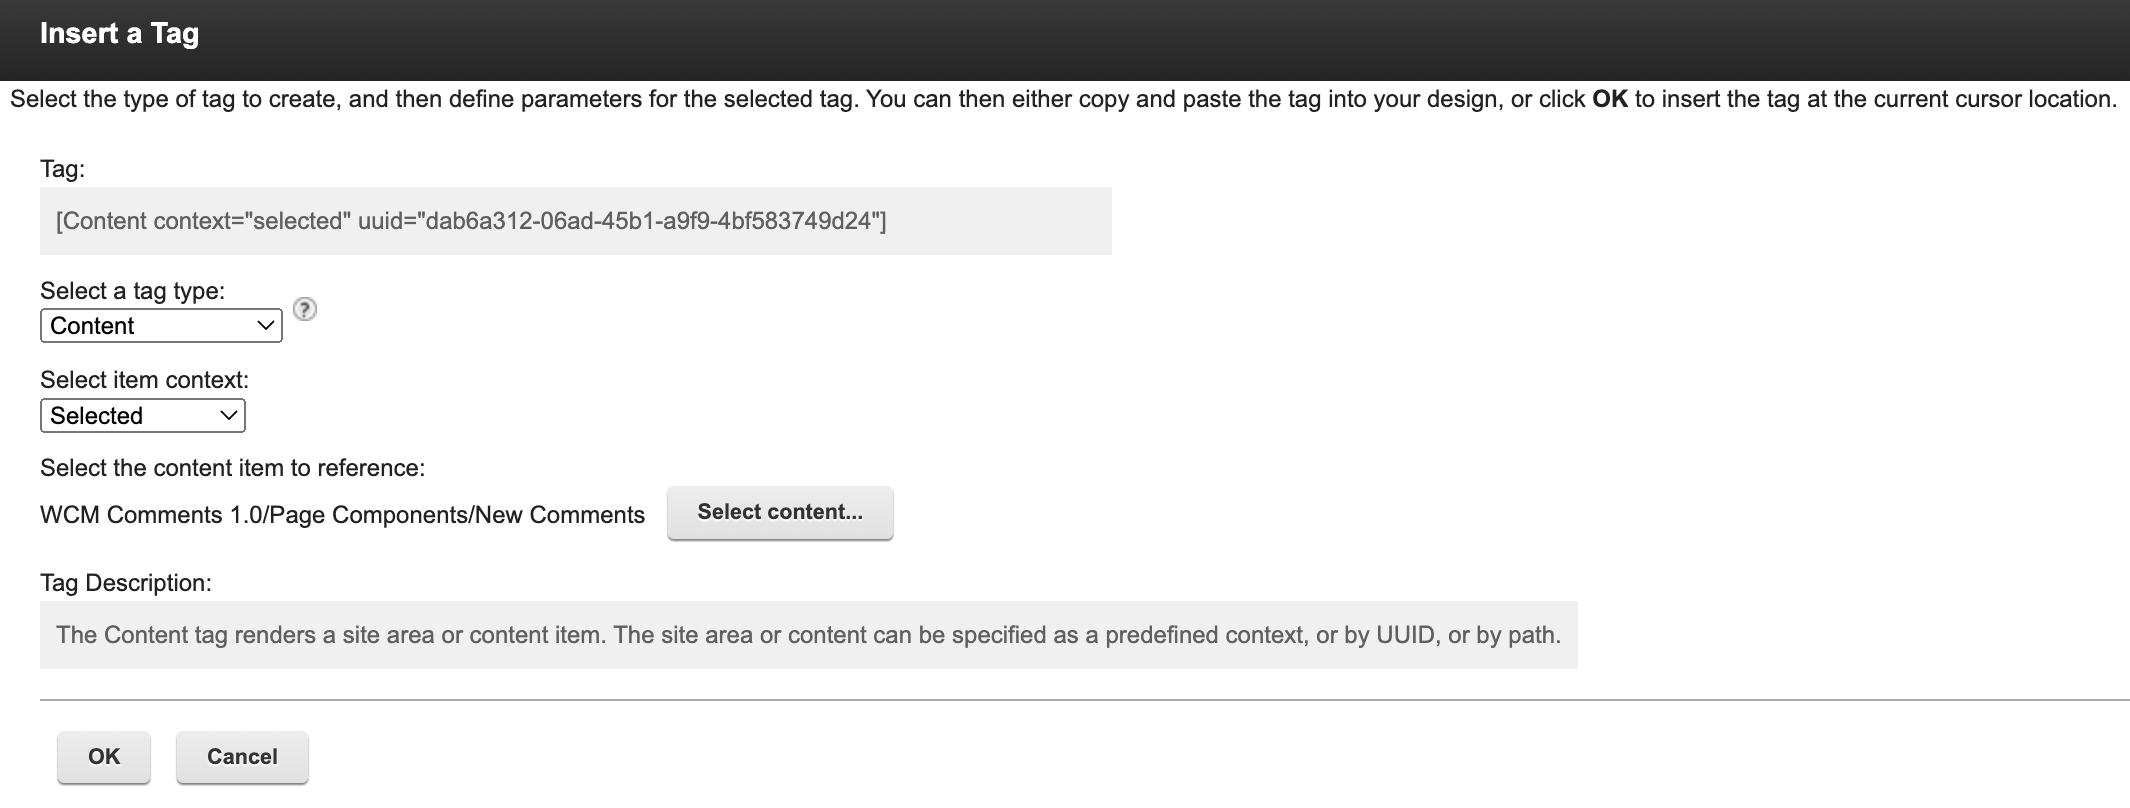 Insert a Tag
Select the type of tag to create, and then define parameters for the selected tag. You can then either copy and paste the tag into your design, or click OK to insert the tag at the current cursor location.
Tag:
[Content context="selected" uuid="dab6a312-06ad-45b1-a9f9-4bf583749d24"]
Select a tag type:
Content
?
Select item context:
Selected
Select the content item to reference:
WCM Comments 1.0/Page Components/New Comments
Select content...
Tag Description:
The Content tag renders a site area or content item. The site area or content can be specified as a predefined context, or by UUID, or by path.
OK
Cancel